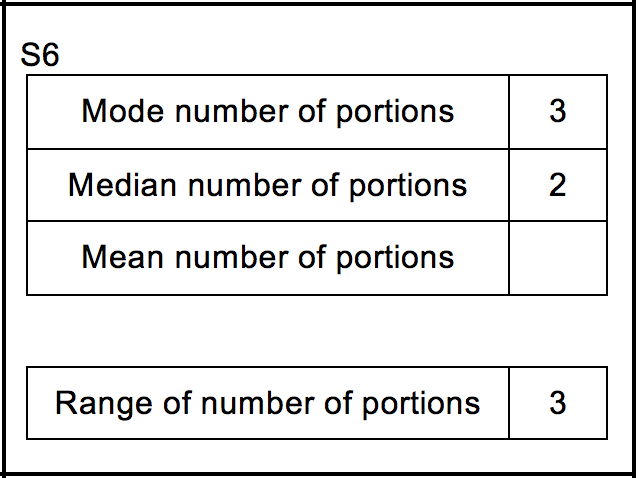 S6
Mode number of portions 3
Median number of portions 2
Mean number of portions
Range of number of portions 3